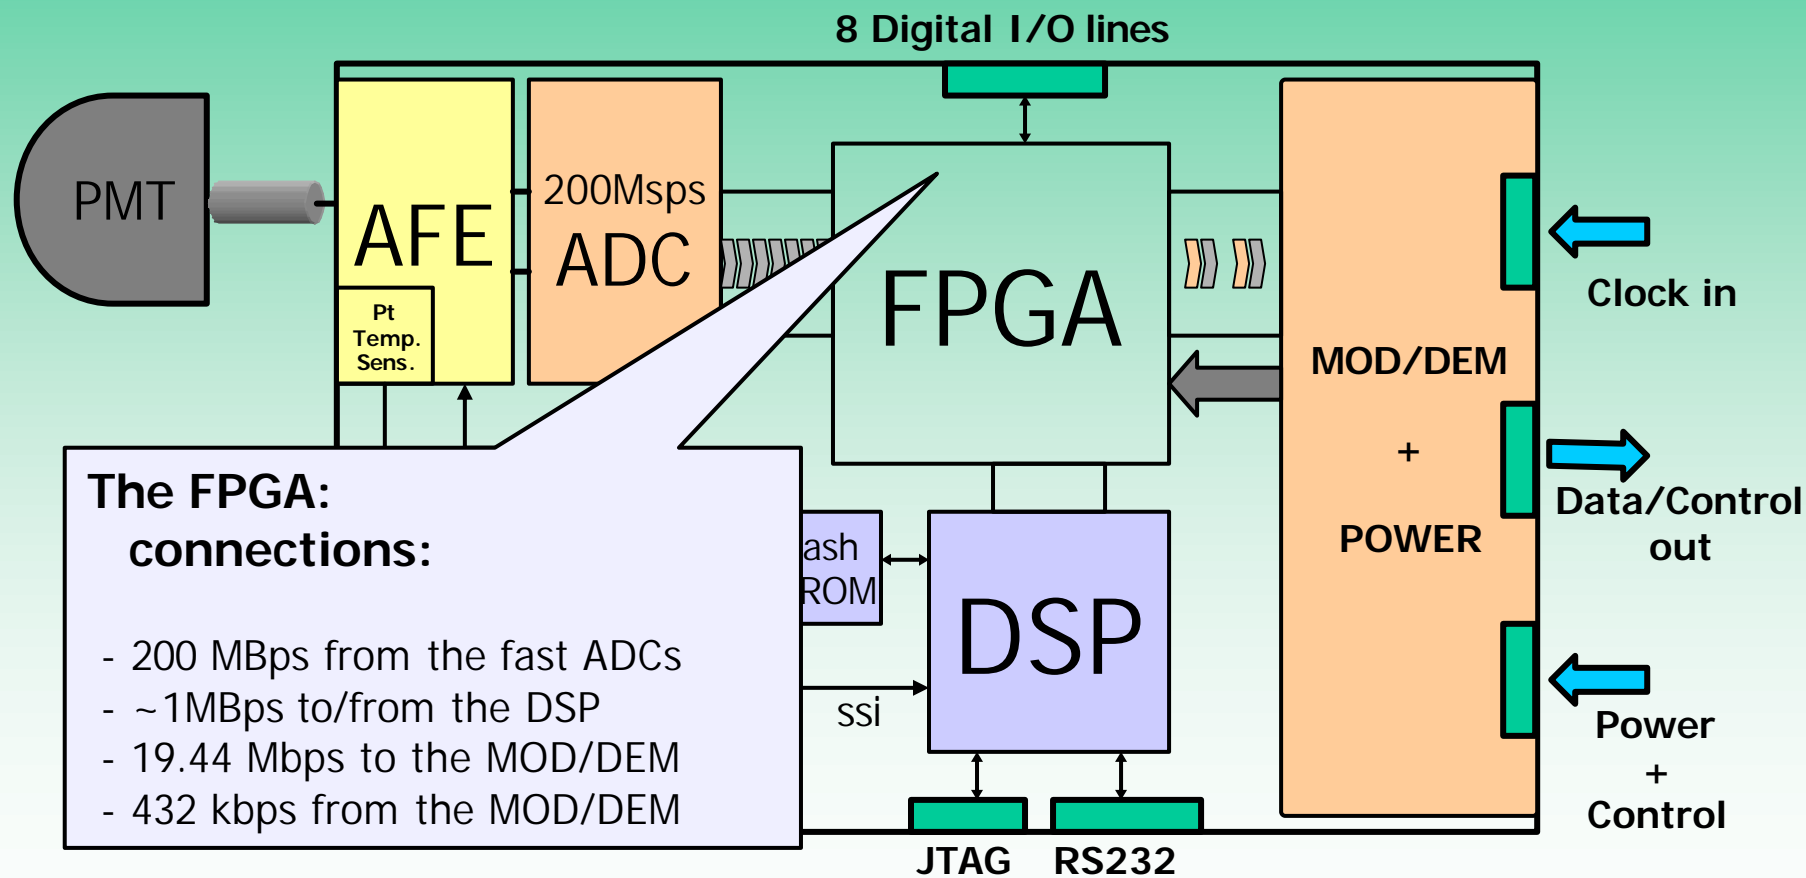 8 Digital I/O lines
PMT
AFE
Pt
Temp.
Sens.
200Msps
ADC
FPGA
MOD/DEM
+
POWER
Clock in
Data/Control
out
Power
+
Control
The FPGA:
connections:
- 200 MBps from the fast ADCs
- ~1MBps to/from the DSP
- 19.44 Mbps to the MOD/DEM
- 432 kbps from the MOD/DEM
ash
ROM
DSP
ssi
JTAG
RS232